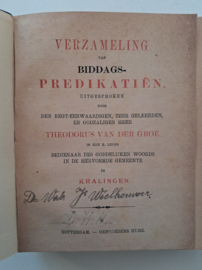 VERZAMELING
VAN
BIDDAGS-
PREDIKATIËN,
UITGESPROKEN
DOOR
DEN EERWAARDIGEN, ZEER GELEERDEN,
EN GODZALIGEN HEER
THEODORUS VAN DER GROE
IN ZIJN E. LEVEN
BEDIENAAR DES GODDELIJKEN WOORDS
IN DE HERVORMDE GEMEENTE
TE
KRALINGEN.
ROTTERDAM. — GEBROEDERS HUGE.